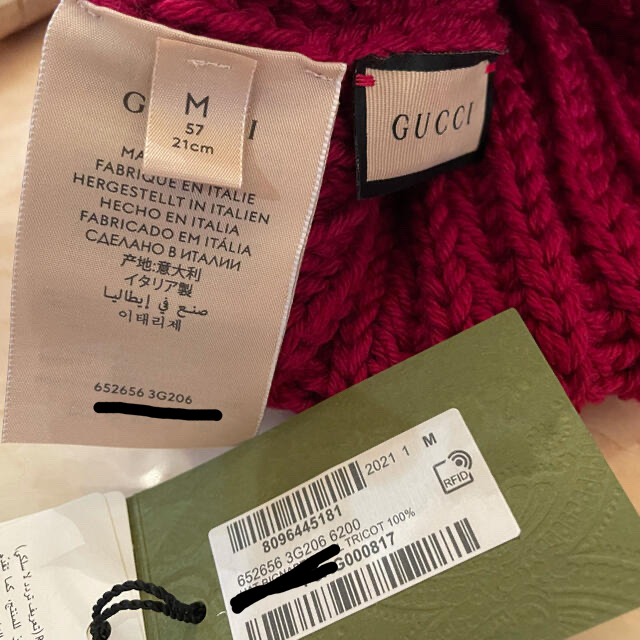 G I
M
57
21cm
MA
FABRIQUÉ EN ITALIE
HERGESTELLT IN ITALIEN
HECHO EN ITALIA
FABRICADO EM ITÁLIA
СДЕЛАНО В ИТАЛИИ
产地:意大利
イタリア製
صنع في إيطاليا
이태리제
652656 3G206
GUCCI
2021 1 M
8096445181
652656 3G206 6200
TRICOT 100%
G000817
RFID